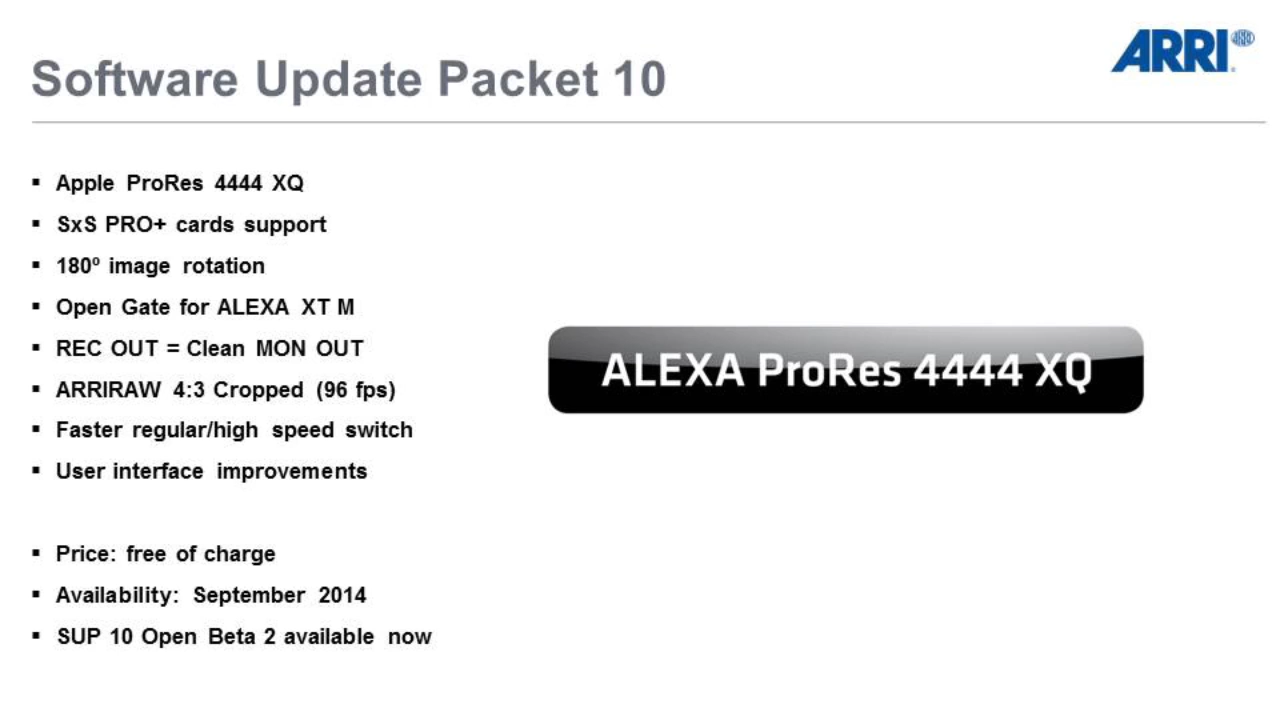 ARRI®
Software Update Packet 10
▪ Apple ProRes 4444 XQ
▪ SxS PRO+ cards support
▪ 180º image rotation
▪ Open Gate for ALEXA XT M
▪ REC OUT = Clean MON OUT
▪ ARRIRAW 4:3 Cropped (96 fps)
▪ Faster regular/high speed switch
▪ User interface improvements
ALEXA ProRes 4444 XQ
▪ Price: free of charge
▪ Availability: September 2014
▪ SUP 10 Open Beta 2 available now